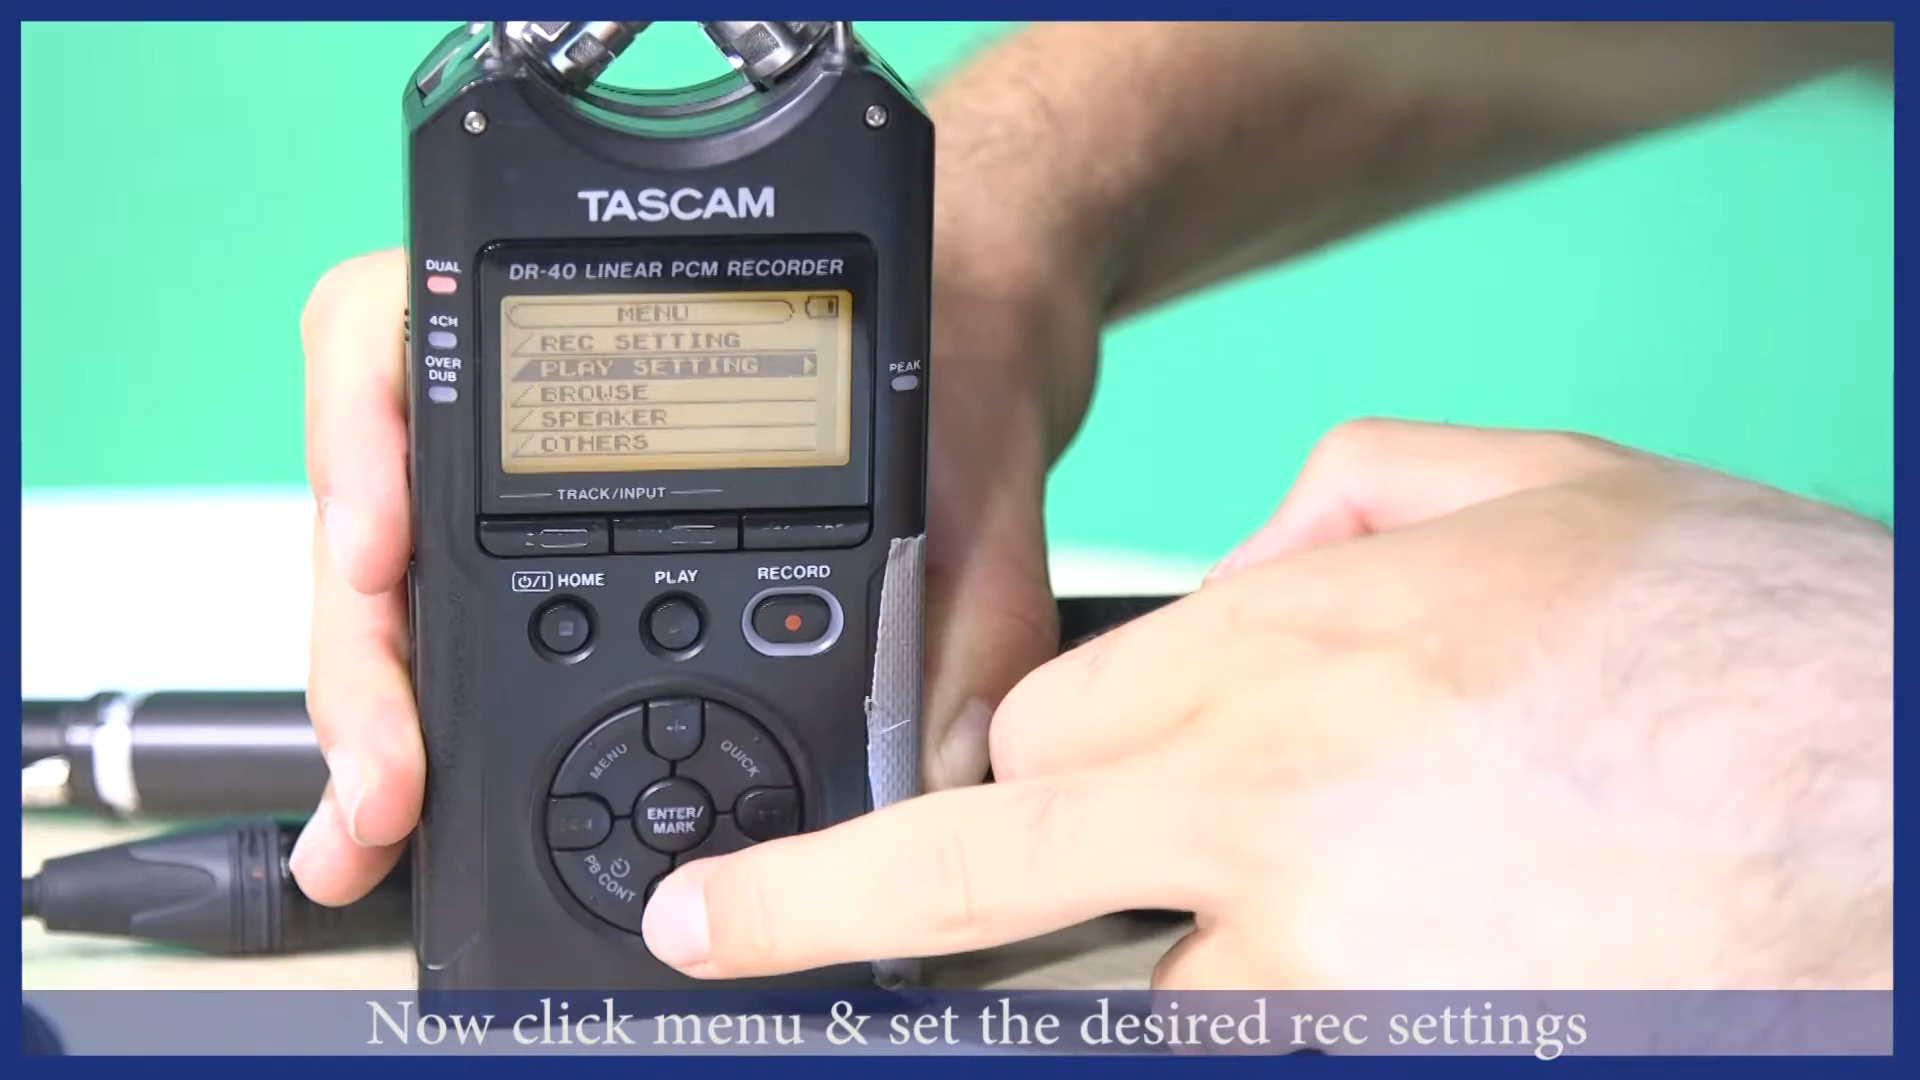 TASCAM
DR-40 LINEAR PCM RECORDER
DUAL
4CH
OVER
DUB
PEAK
MENU
REC SETTING
PLAY SETTING
BROWSE
SPEAKER
OTHERS
TRACK/INPUT
HOME
PLAY
RECORD
MENU
QUICK
ENTER/
MARK
PB CONT
Now click menu & set the desired rec settings